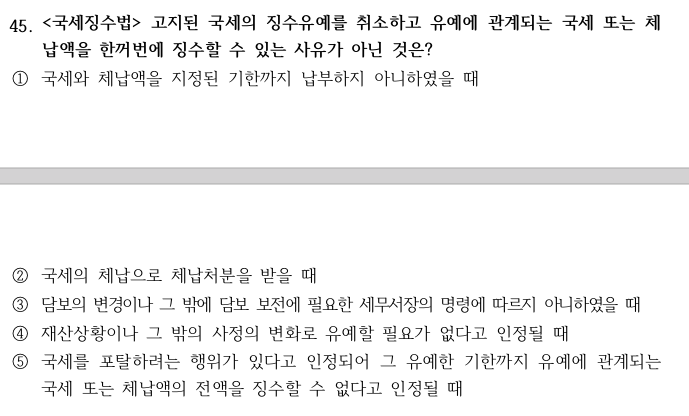 45. <국세징수법> 고지된 국세의 징수유예를 취소하고 유예에 관계되는 국세 또는 체
납액을 한꺼번에 징수할 수 있는 사유가 아닌 것은?
① 국세와 체납액을 지정된 기한까지 납부하지 아니하였을 때
② 국세의 체납으로 체납처분을 받을 때
③ 담보의 변경이나 그 밖에 담보 보전에 필요한 세무서장의 명령에 따르지 아니하였을 때
④ 재산상황이나 그 밖의 사정의 변화로 유예할 필요가 없다고 인정될 때
⑤ 국세를 포탈하려는 행위가 있다고 인정되어 그 유예한 기한까지 유예에 관계되는
국세 또는 체납액의 전액을 징수할 수 없다고 인정될 때